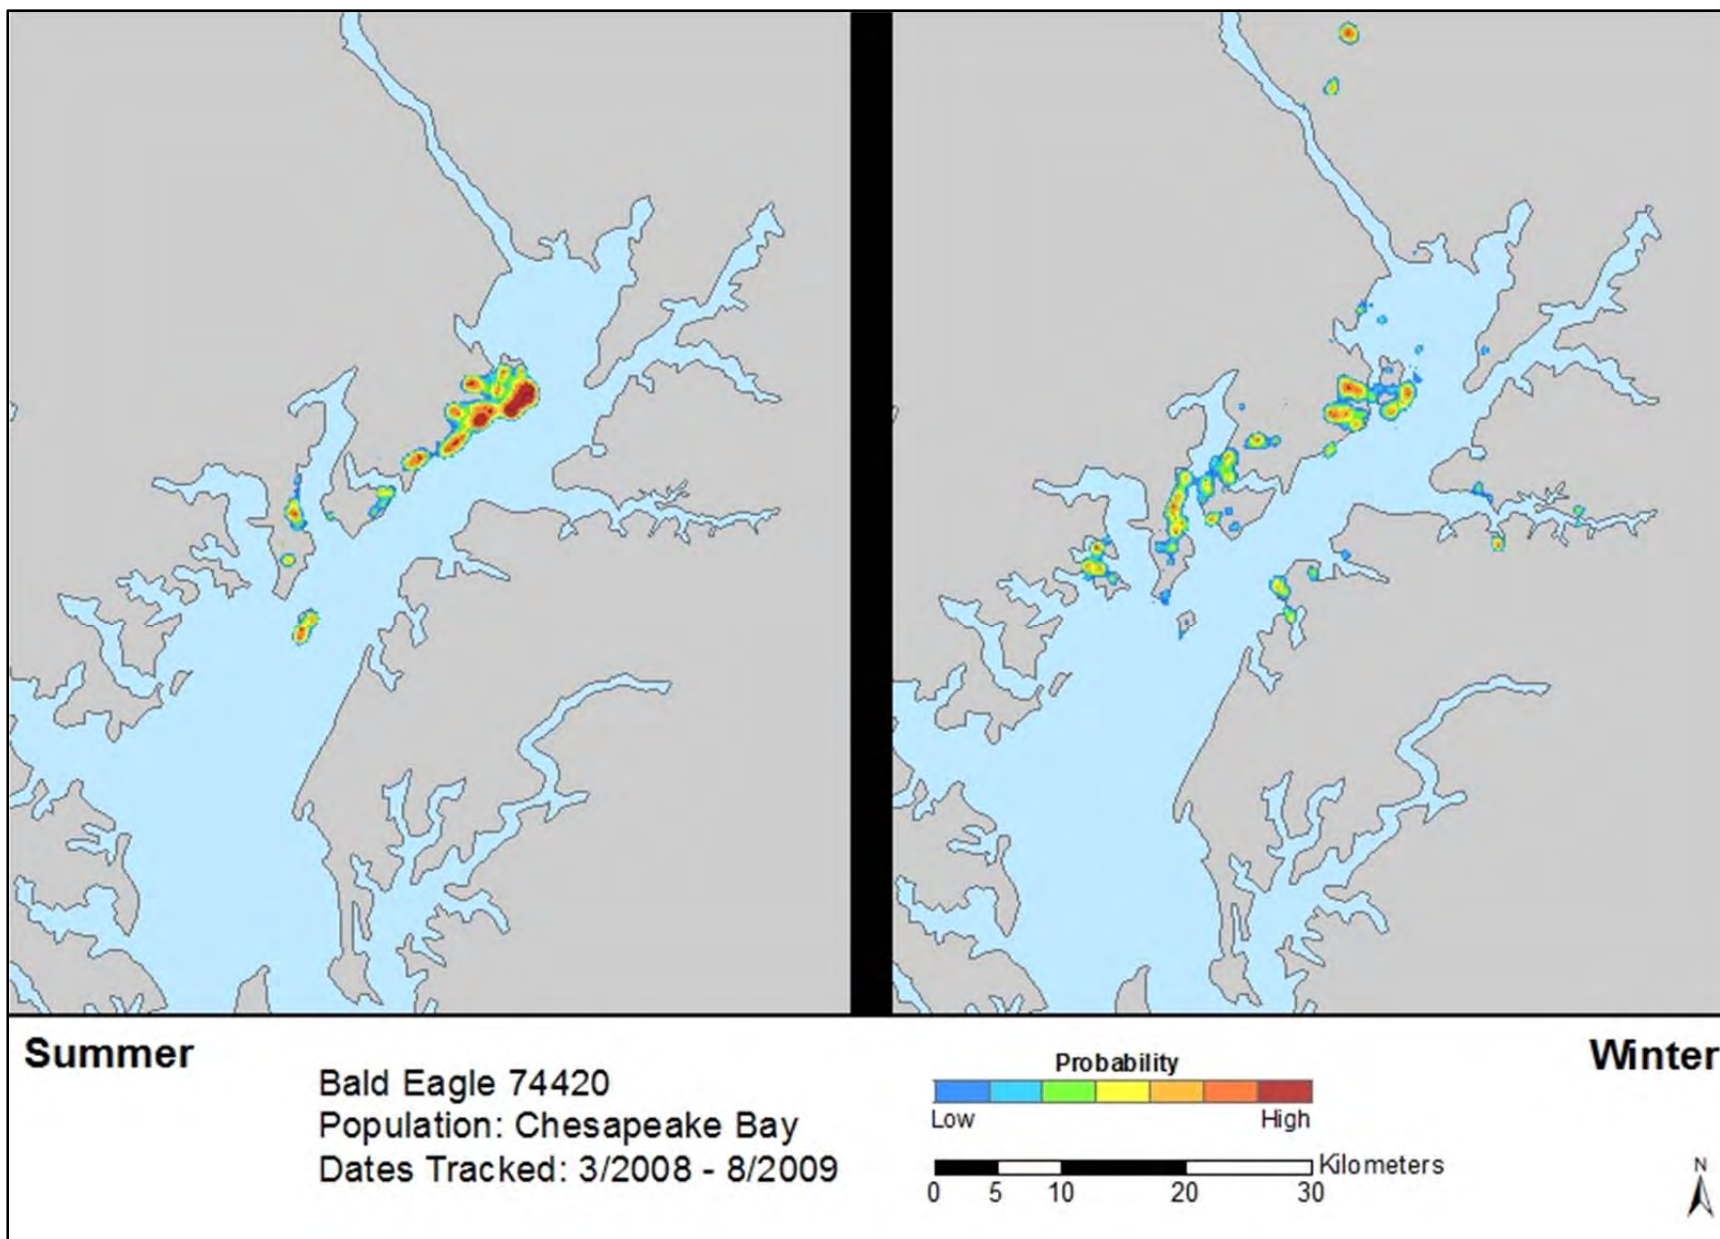 Summer
Winter
Bald Eagle 74420
Population: Chesapeake Bay
Dates Tracked: 3/2008 - 8/2009
Probability
Low High
Kilometers
0 5 10 20 30
N